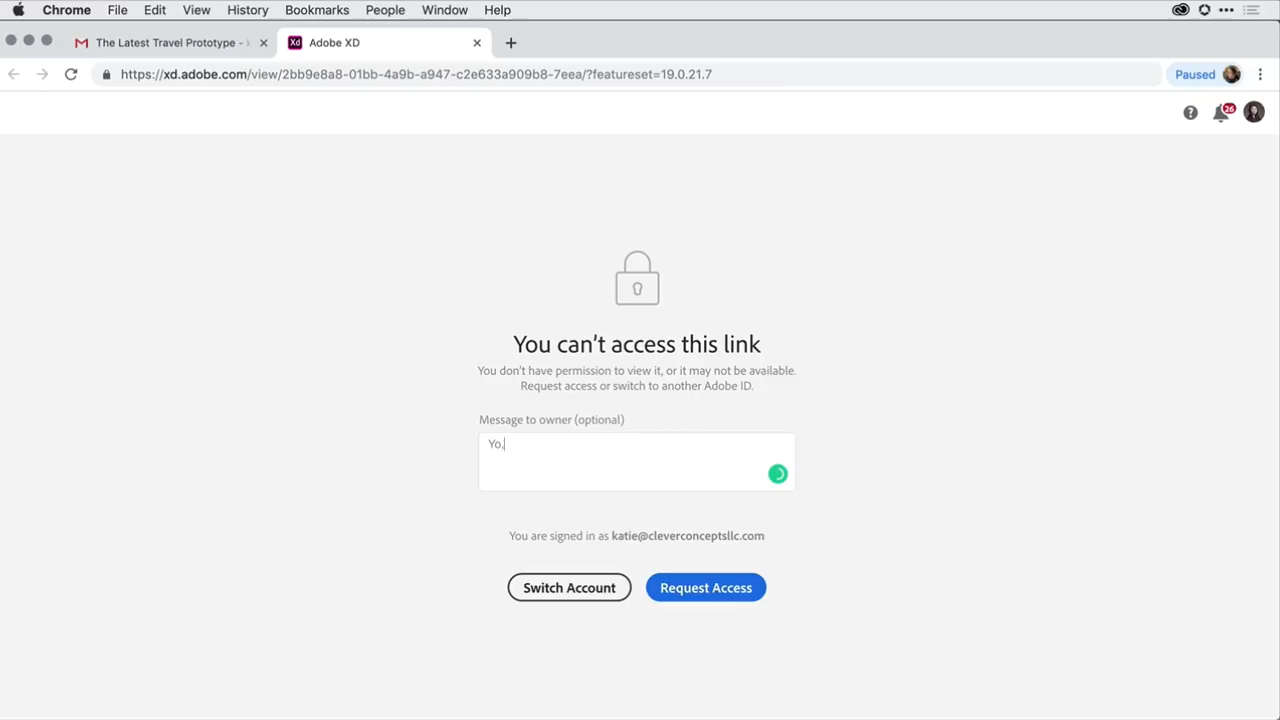 Chrome File Edit View History Bookmarks People Window Help
The Latest Travel Prototype -
Xd Adobe XD
https://xd.adobe.com/view/2bb9e8a8-01bb-4a9b-a947-c2e633a909b8-7eea/?featureset=19.0.21.7
Paused
26
You can't access this link
You don't have permission to view it, or it may not be available.
Request access or switch to another Adobe ID.
Message to owner (optional)
Yo,
You are signed in as katie@cleverconceptsllc.com
Switch Account Request Access